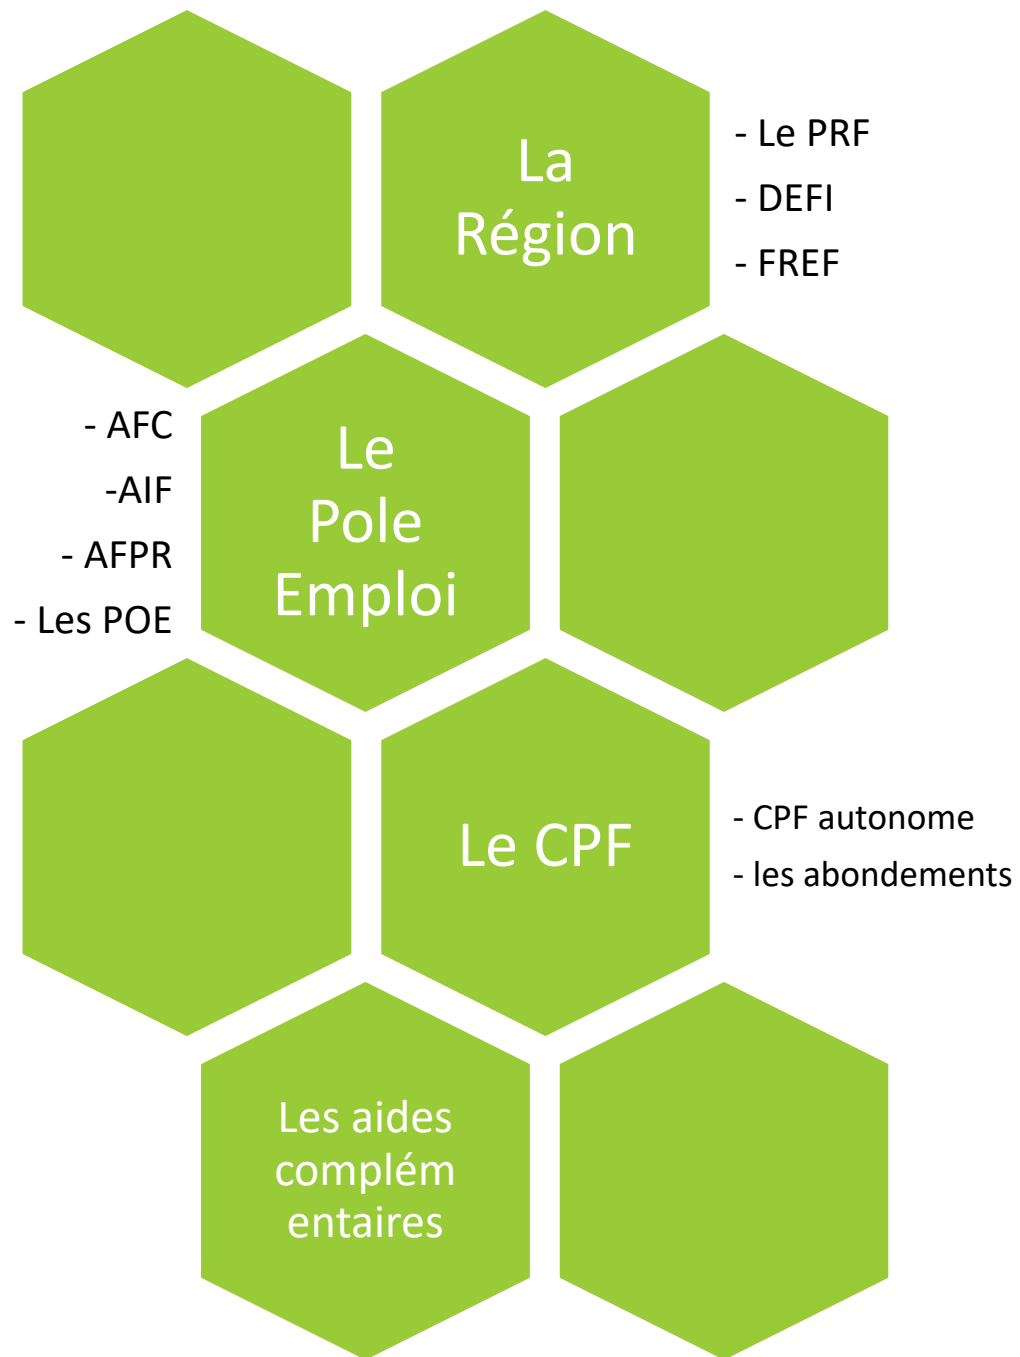 La
Région
- Le PRF
- DEFI
- FREF
- AFC
-AIF
- AFPR
- Les POE
Le
Pole
Emploi
Le CPF
- CPF autonome
- les abondements
Les aides
complém
entaires